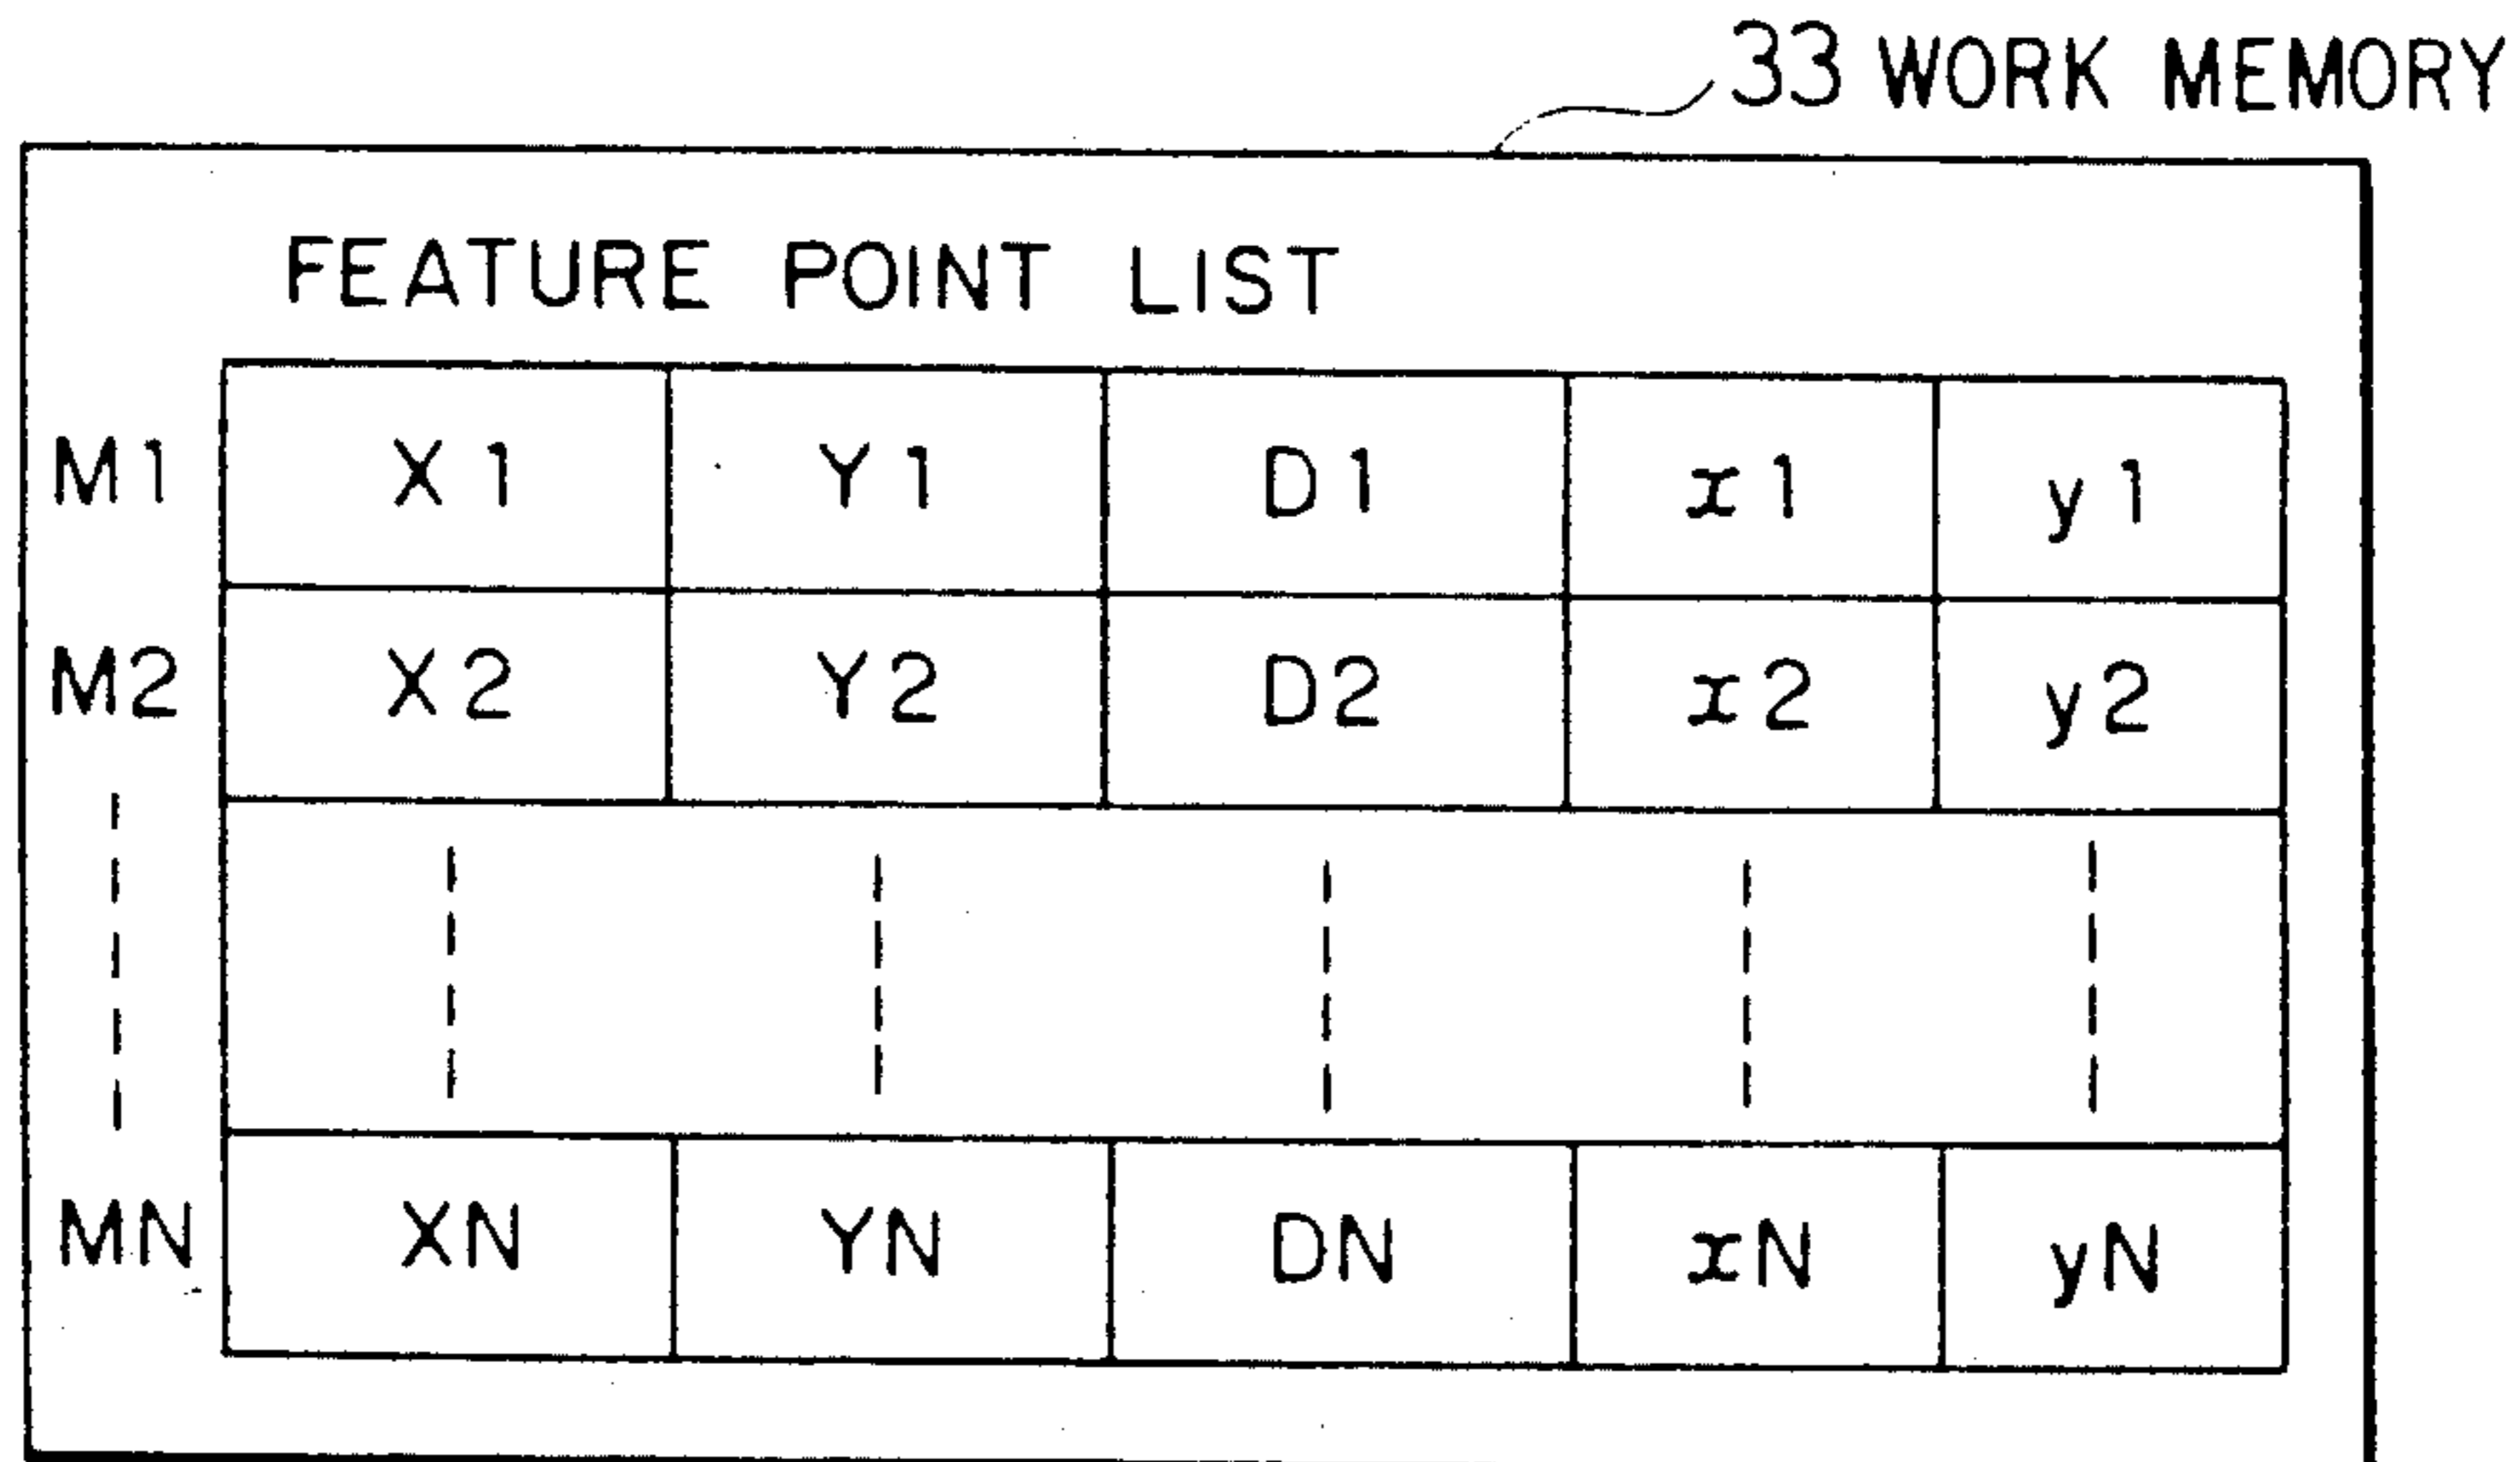 33 WORK MEMORY
FEATURE POINT LIST
M1 X1 Y1 D1 x1 y1
M2 X2 Y2 D2 x2 y2
MN XN YN DN xN yN